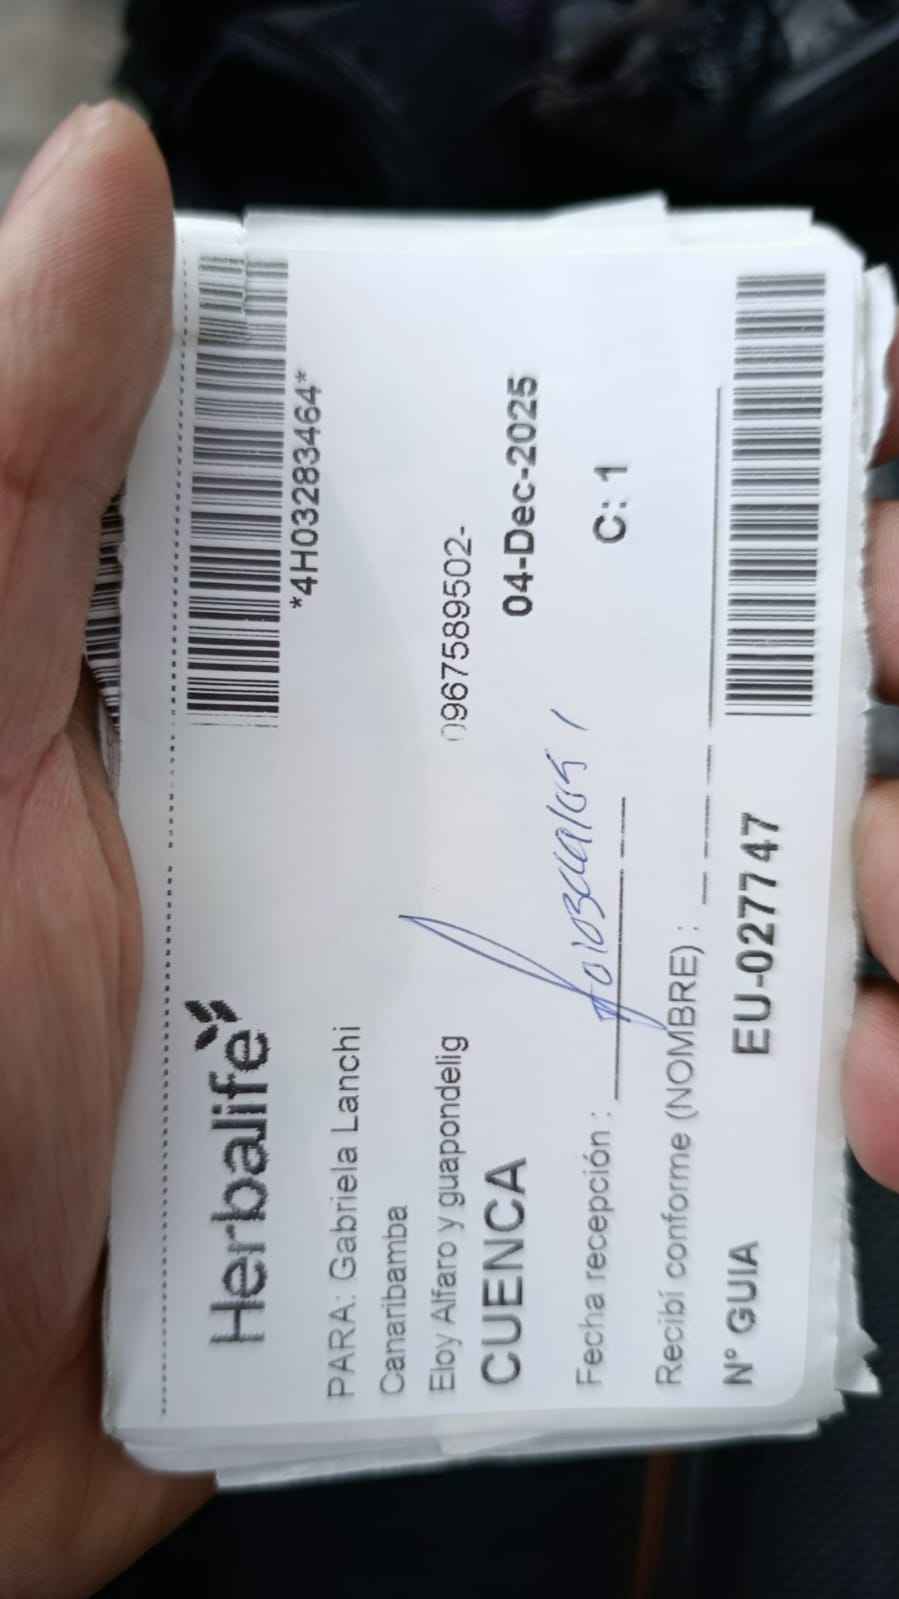 Herbalife
*4H03283464*
PARA: Gabriela Lanchi
Canaribamba
Eloy Alfaro y guapondelig
0967589502-
CUENCA
04-Dec-2025
Fecha recepción :
C: 1
Recibí conforme (NOMBRE) :
N° GUIA
EU-027747